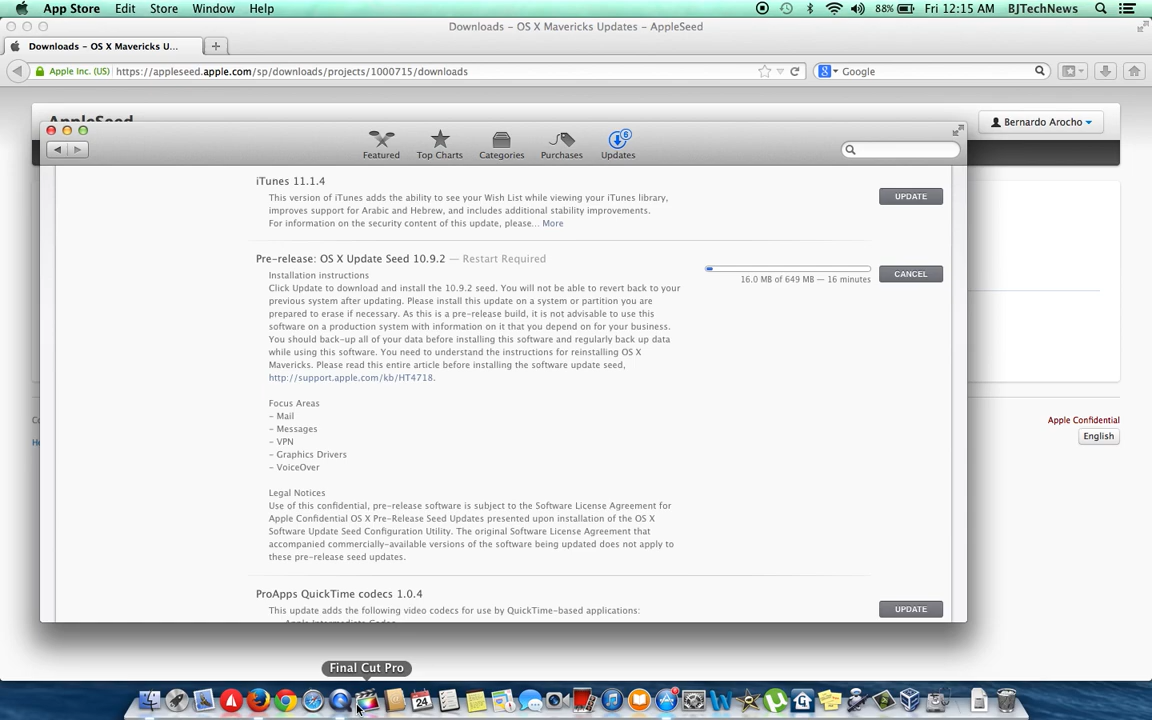 App Store Edit Store Window Help 88% Fri 12:15 AM BJTechNews
Downloads – OS X Mavericks Updates – AppleSeed
Downloads – OS X Mavericks U...
Apple Inc. (US) https://appleseed.apple.com/sp/downloads/projects/1000715/downloads Google
AppleSeed
Bernardo Arocho
6
Featured Top Charts Categories Purchases Updates
iTunes 11.1.4
This version of iTunes adds the ability to see your Wish List while viewing your iTunes library,
UPDATE
improves support for Arabic and Hebrew, and includes additional stability improvements.
For information on the security content of this update, please... More
Pre-release: OS X Update Seed 10.9.2 — Restart Required
Installation instructions
CANCEL
16.0 MB of 649 MB — 16 minutes
Click Update to download and install the 10.9.2 seed. You will not be able to revert back to your
previous system after updating. Please install this update on a system or partition you are
prepared to erase if necessary. As this is a pre-release build, it is not advisable to use this
software on a production system with information on it that you depend on for your business.
You should back-up all of your data before installing this software and regularly back up data
while using this software. You need to understand the instructions for reinstalling OS X
Mavericks. Please read this entire article before installing the software update seed,
http://support.apple.com/kb/HT4718.
Focus Areas
– Mail
– Messages
– VPN
– Graphics Drivers
– VoiceOver
Apple Confidential
English
Legal Notices
Use of this confidential, pre-release software is subject to the Software License Agreement for
Apple Confidential OS X Pre-Release Seed Updates presented upon installation of the OS X
Software Update Seed Configuration Utility. The original Software License Agreement that
accompanied commercially-available versions of the software being updated does not apply to
these pre-release seed updates.
ProApps QuickTime codecs 1.0.4
This update adds the following video codecs for use by QuickTime-based applications:
UPDATE
Final Cut Pro
24